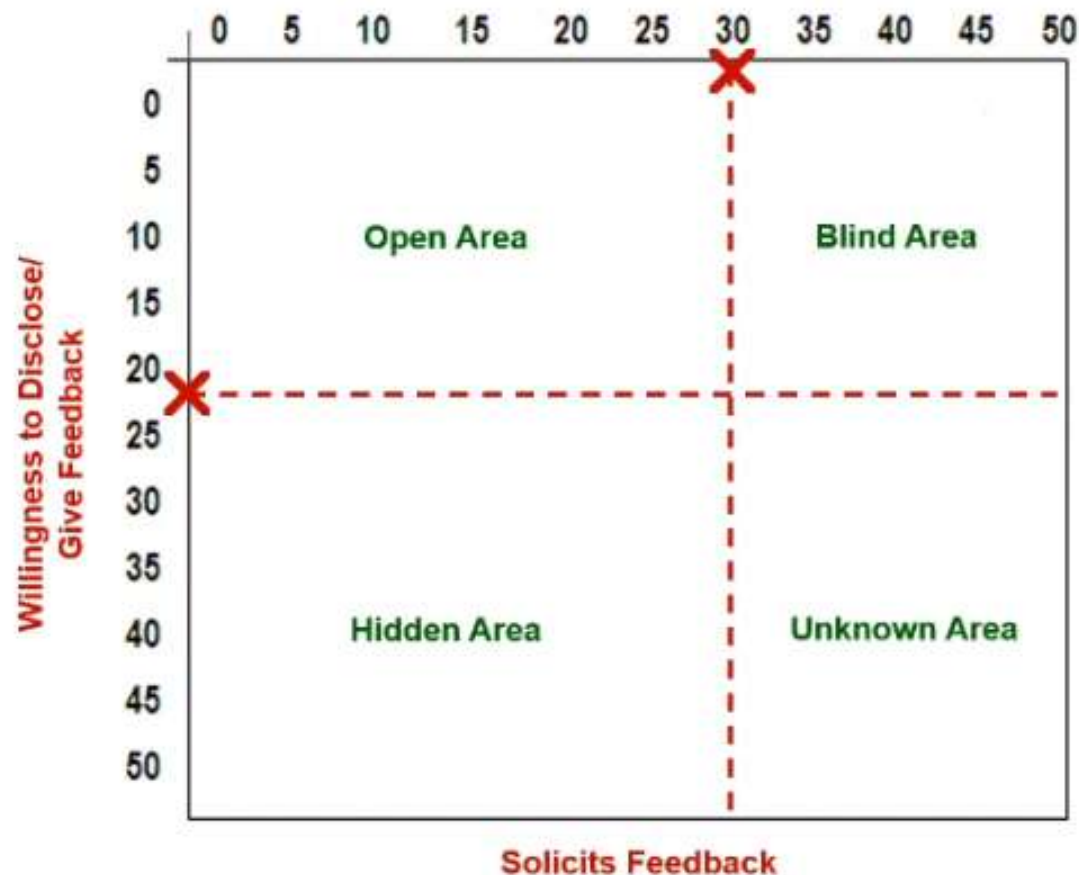 0 5 10 15 20 25 30 35 40 45 50
0
5
10
15
20
25
30
35
40
45
50
Willingness to Disclose/
Give Feedback
Open Area
Blind Area
Hidden Area
Unknown Area
Solicits Feedback